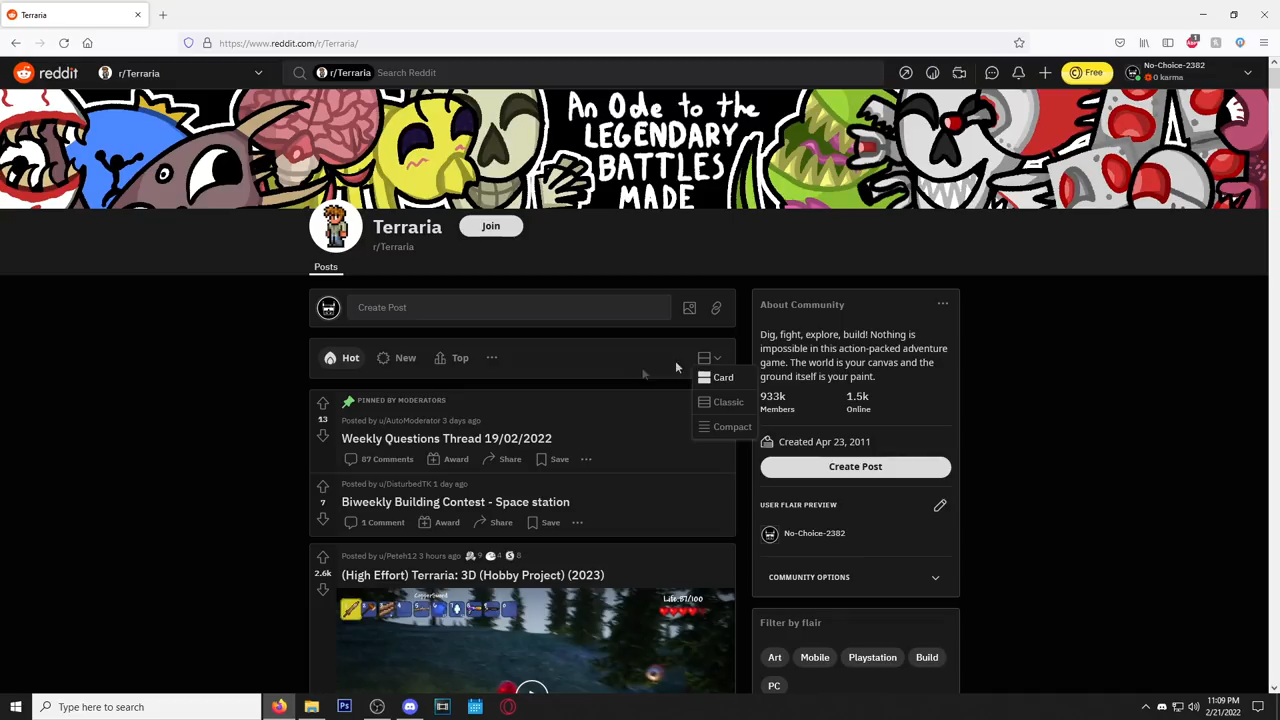 Terraria
https://www.reddit.com/r/Terraria/
reddit
r/Terraria
r/Terraria
Search Reddit
Free
No-Choice-2382
0 karma
An Ode to the
LEGENDARY
BATTLES
MADE
Terraria
Join
r/Terraria
Posts
Create Post
Hot
New
Top
Card
Classic
Compact
PINNED BY MODERATORS
13
Posted by u/AutoModerator 3 days ago
Weekly Questions Thread 19/02/2022
87 Comments
Award
Share
Save
Posted by u/DisturbedTK 1 day ago
7
Biweekly Building Contest - Space station
1 Comment
Award
Share
Save
Posted by u/Peteh12 3 hours ago
9
4
8
2.6k
(High Effort) Terraria: 3D (Hobby Project) (2023)
CopperSword
Life:87/100
About Community
Dig, fight, explore, build! Nothing is
impossible in this action-packed adventure
game. The world is your canvas and the
ground itself is your paint.
933k
1.5k
Members
Online
Created Apr 23, 2011
Create Post
USER FLAIR PREVIEW
No-Choice-2382
COMMUNITY OPTIONS
Filter by flair
Art
Mobile
Playstation
Build
PC
Type here to search
11:09 PM
2/21/2022